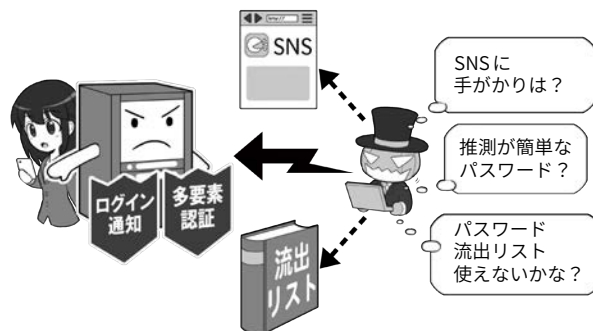 http://
SNS
SNSに
手がかりは？
推測が簡単な
パスワード？
パスワード
流出リスト
使えないかな？
ログイン
通知
多要素
認証
流出
リスト